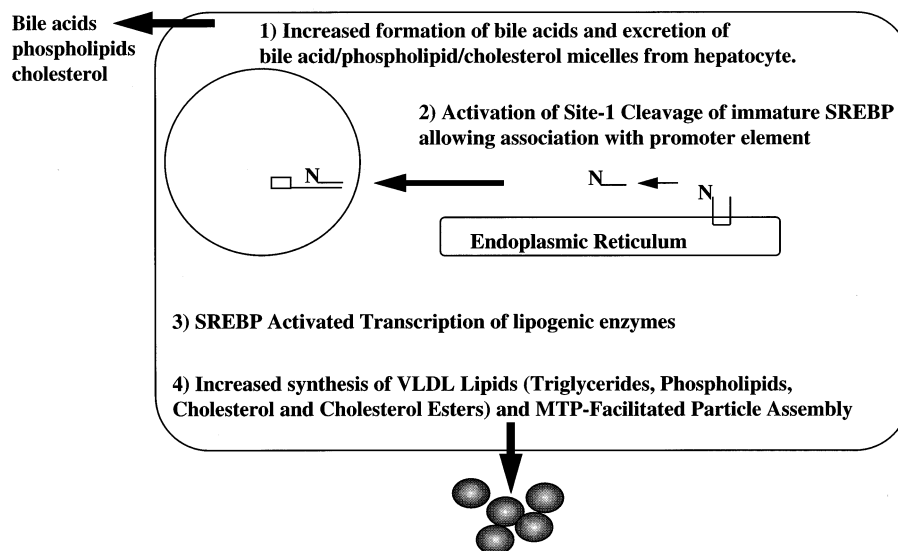 Bile acids
phospholipids
cholesterol
1) Increased formation of bile acids and excretion of
bile acid/phospholipid/cholesterol micelles from hepatocyte.
2) Activation of Site-1 Cleavage of immature SREBP
allowing association with promoter element
N
N
N
Endoplasmic Reticulum
3) SREBP Activated Transcription of lipogenic enzymes
4) Increased synthesis of VLDL Lipids (Triglycerides, Phospholipids,
Cholesterol and Cholesterol Esters) and MTP-Facilitated Particle Assembly